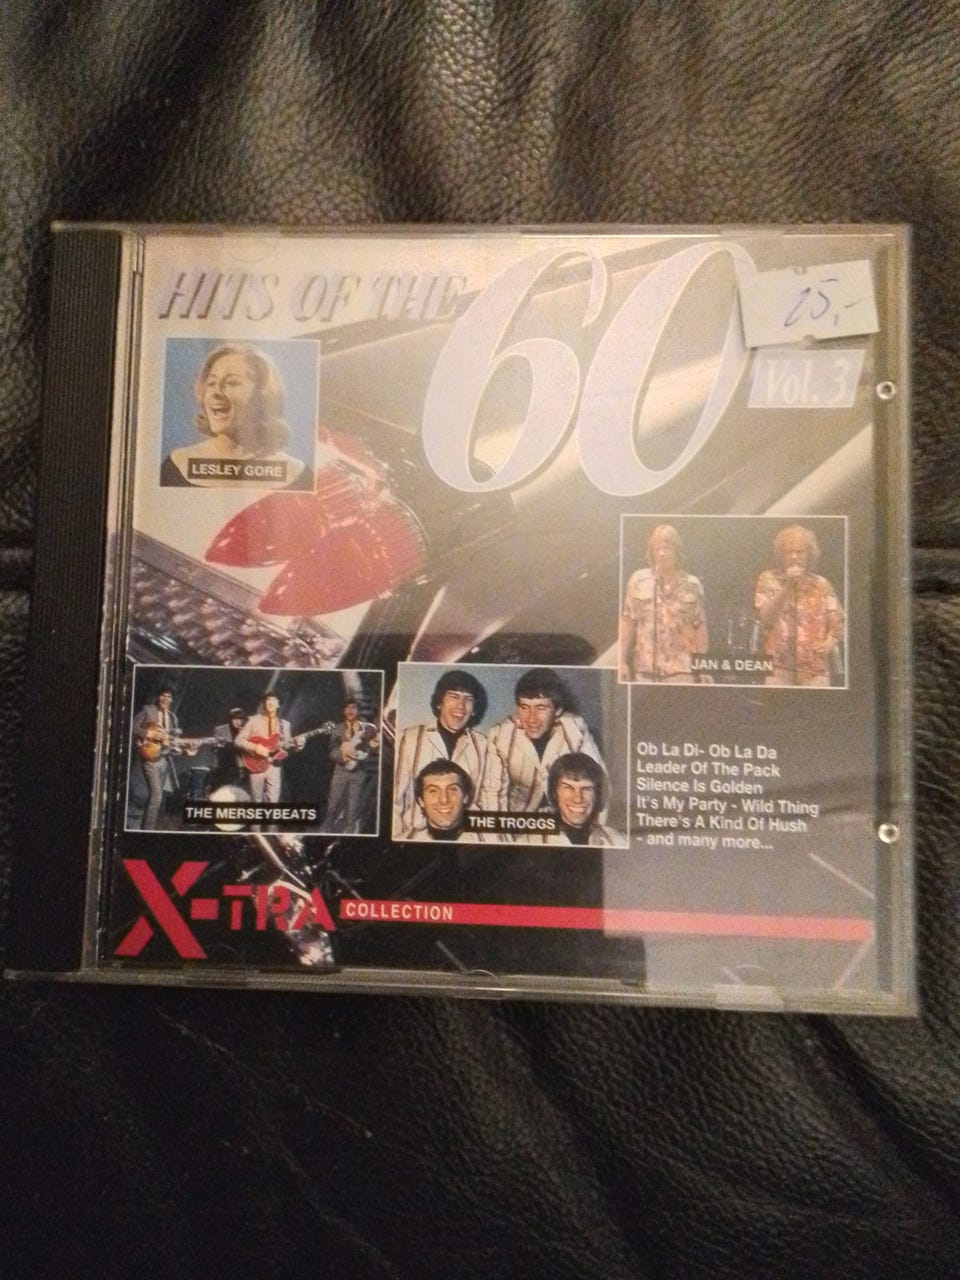 HITS OF THE 60
25,-
Vol. 3
LESLEY GORE
JAN & DEAN
THE MERSEYBEATS
THE TROGGS
Ob La Di- Ob La Da
Leader Of The Pack
Silence Is Golden
It's My Party - Wild Thing
There's A Kind Of Hush
- and many more...
X-TRA COLLECTION